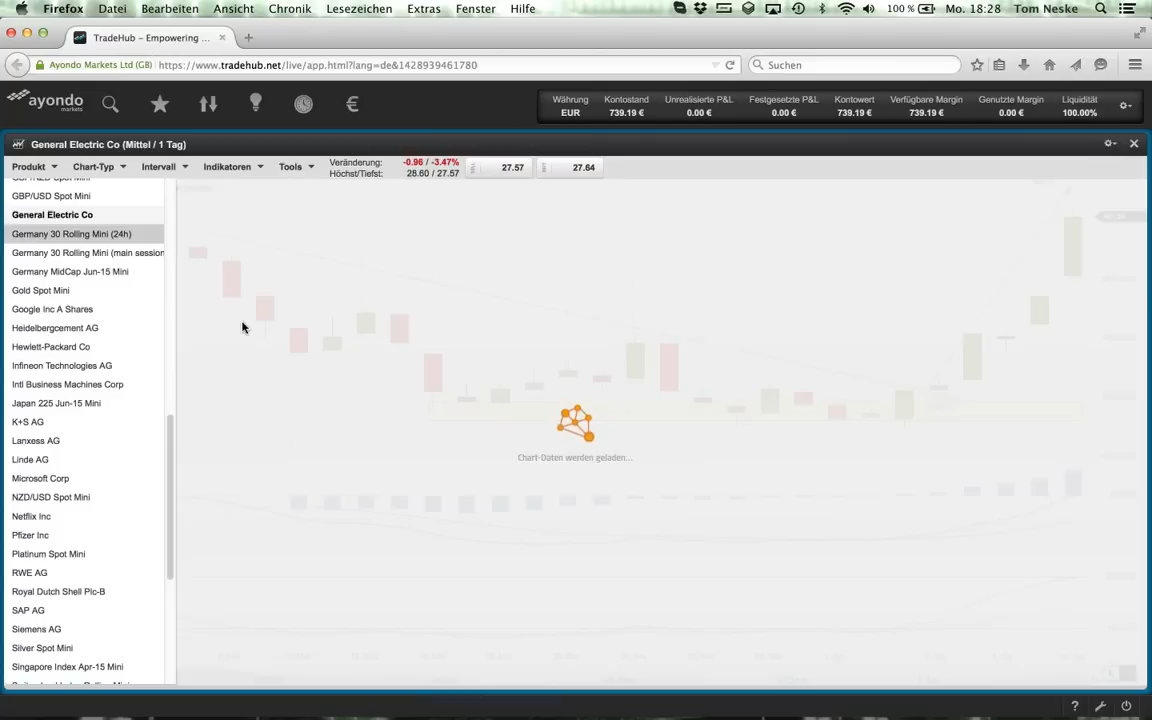 Firefox Datei Bearbeiten Ansicht Chronik Lesezeichen Extras Fenster Hilfe 100 % Mo. 18:28 Tom Neske
TradeHub – Empowering ...
Ayondo Markets Ltd (GB) https://www.tradehub.net/live/app.html?lang=de&1428939461780 Suchen
ayondo
markets
Währung Kontostand Unrealisierte P&L Festgesetzte P&L Kontowert Verfügbare Margin Genutzte Margin Liquidität
EUR 739.19 € 0.00 € 0.00 € 739.19 € 739.19 € 0.00 € 100.00%
General Electric Co (Mittel / 1 Tag)
Produkt Chart-Typ Intervall Indikatoren Tools
Veränderung: -0.96 / -3.47%
Höchst/Tiefst: 28.60 / 27.57
27.57 27.64
GBP/USD Spot Mini
General Electric Co
Germany 30 Rolling Mini (24h)
Germany 30 Rolling Mini (main session
Germany MidCap Jun-15 Mini
Gold Spot Mini
Google Inc A Shares
Heidelbergcement AG
Hewlett-Packard Co
Infineon Technologies AG
Intl Business Machines Corp
Japan 225 Jun-15 Mini
K+S AG
Lanxess AG
Linde AG
Microsoft Corp
NZD/USD Spot Mini
Netflix Inc
Pfizer Inc
Platinum Spot Mini
RWE AG
Royal Dutch Shell Plc-B
SAP AG
Siemens AG
Silver Spot Mini
Singapore Index Apr-15 Mini
Chart-Daten werden geladen...